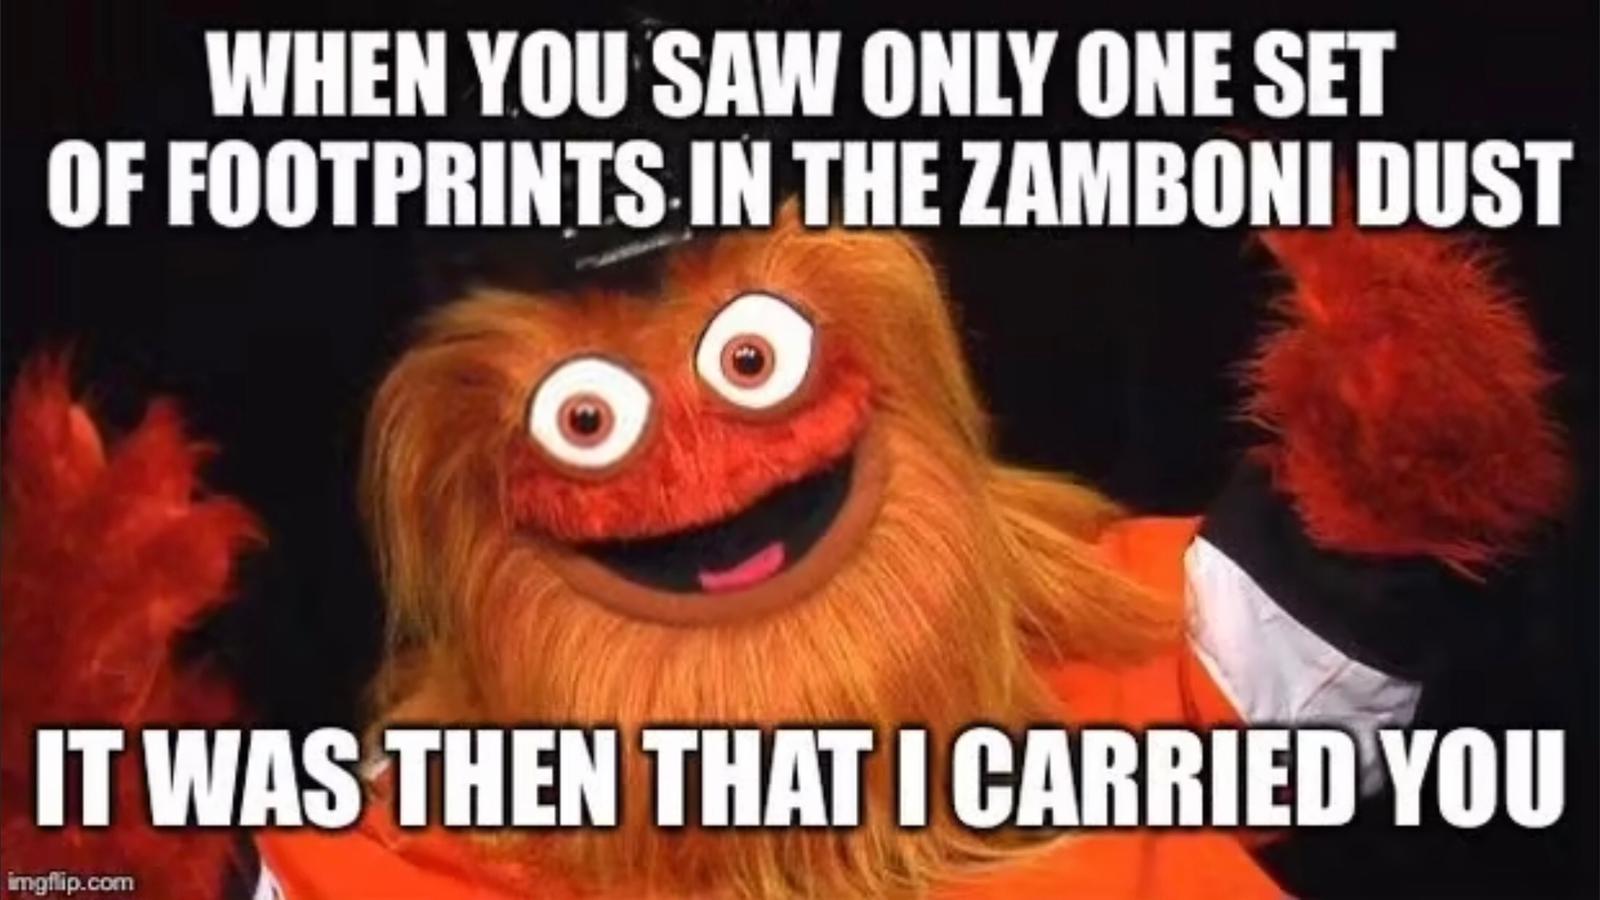 WHEN YOU SAW ONLY ONE SET
OF FOOTPRINTS IN THE ZAMBONI DUST
IT WAS THEN THAT I CARRIED YOU
imgflip.com